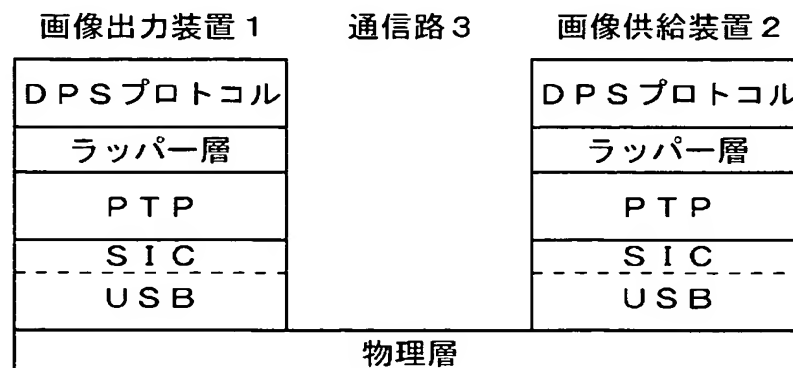 画像出力装置1 通信路3 画像供給装置2
DPSプロトコル DPSプロトコル
ラッパー層 ラッパー層
PTP PTP
SIC SIC
USB USB
物理層